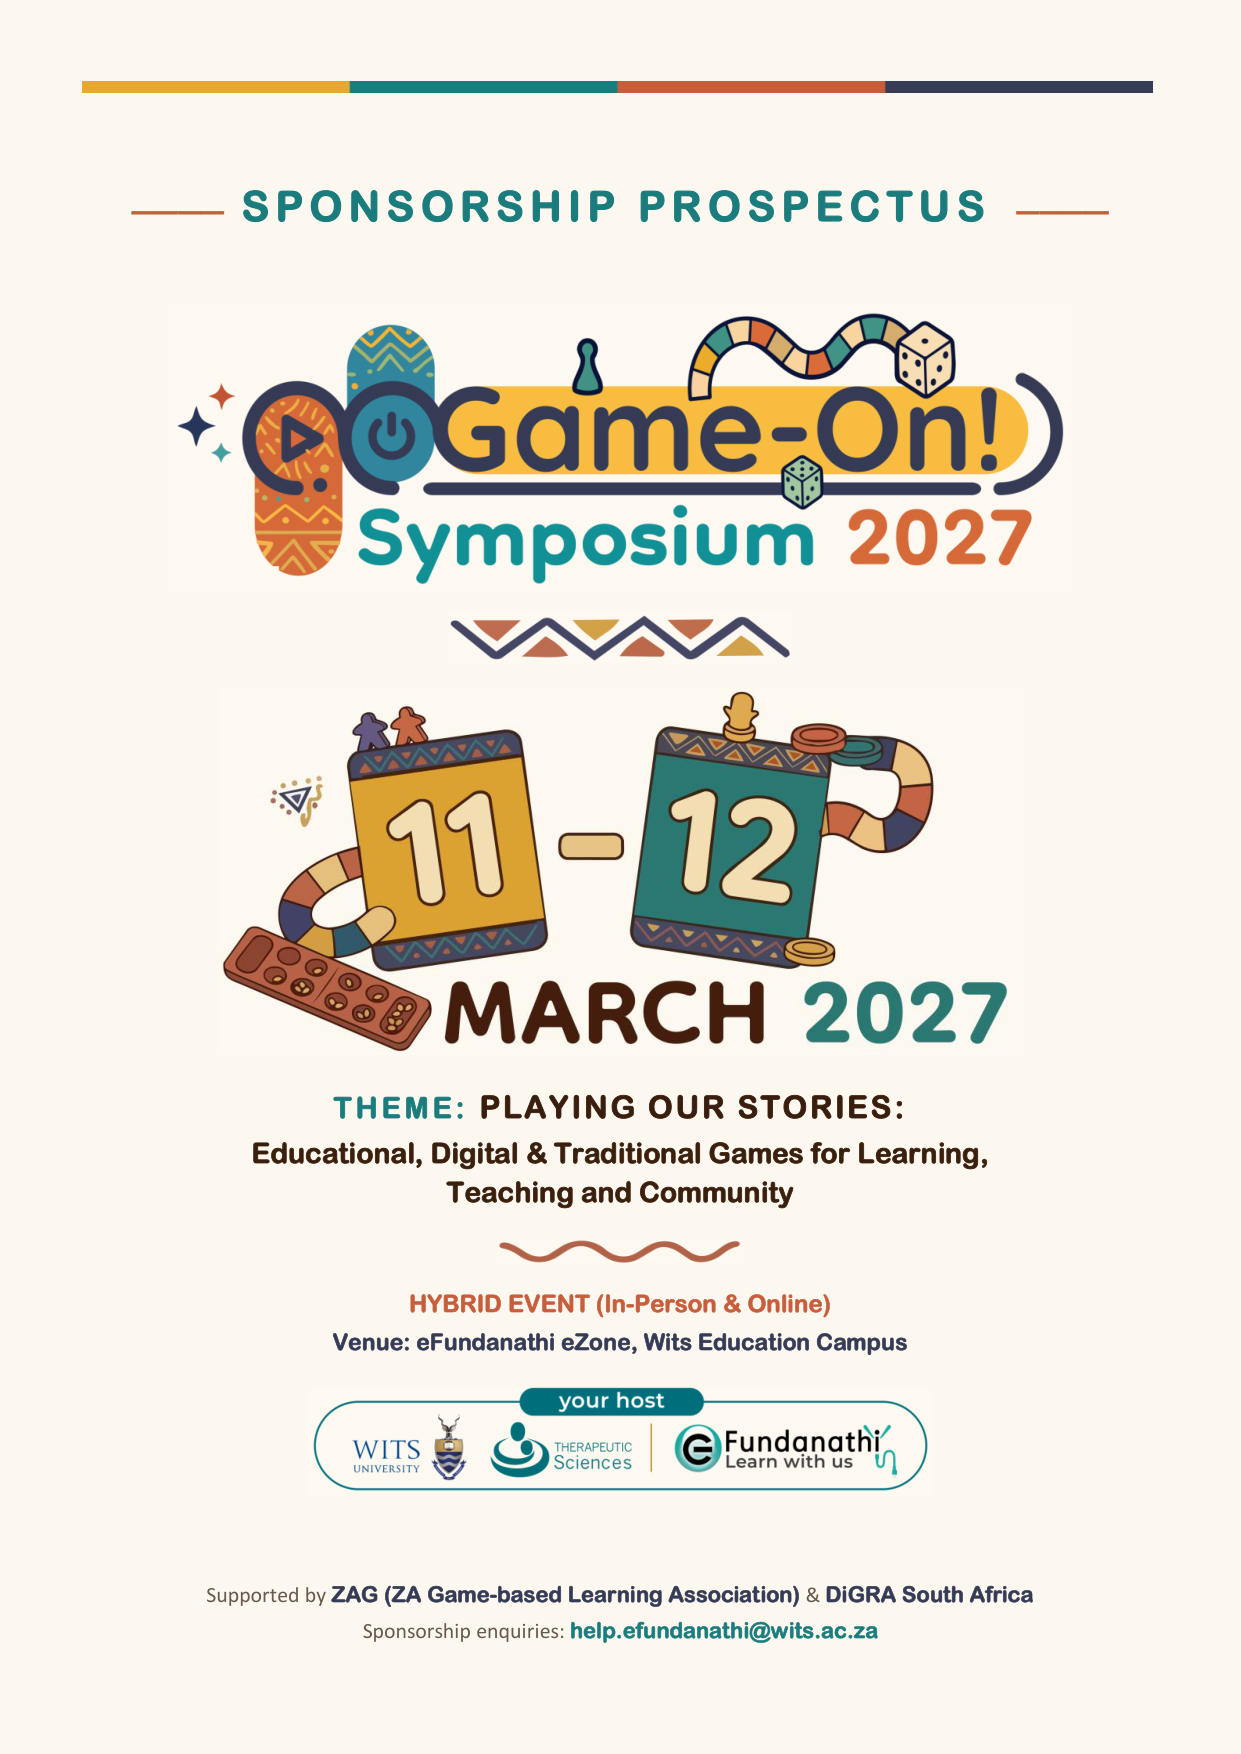 SPONSORSHIP PROSPECTUS
Game-On!
Symposium 2027
11 - 12
MARCH 2027
THEME: PLAYING OUR STORIES:
Educational, Digital & Traditional Games for Learning,
Teaching and Community
HYBRID EVENT (In-Person & Online)
Venue: eFundanathi eZone, Wits Education Campus
your host
WITS
UNIVERSITY
THERAPEUTIC
Sciences
e Fundanathi
Learn with us
Supported by ZAG (ZA Game-based Learning Association) & DiGRA South Africa
Sponsorship enquiries: help.efundanathi@wits.ac.za